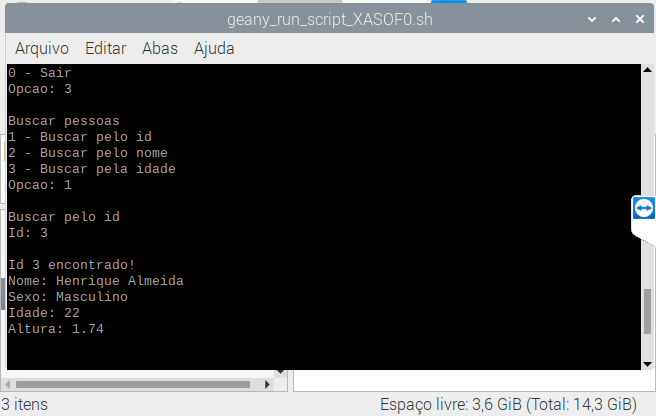 geany_run_script_XASOF0.sh
Arquivo Editar Abas Ajuda
0 - Sair
Opcao: 3
Buscar pessoas
1 - Buscar pelo id
2 - Buscar pelo nome
3 - Buscar pela idade
Opcao: 1
Buscar pelo id
Id: 3
Id 3 encontrado!
Nome: Henrique Almeida
Sexo: Masculino
Idade: 22
Altura: 1.74
3 itens
Espaço livre: 3,6 GiB (Total: 14,3 GiB)